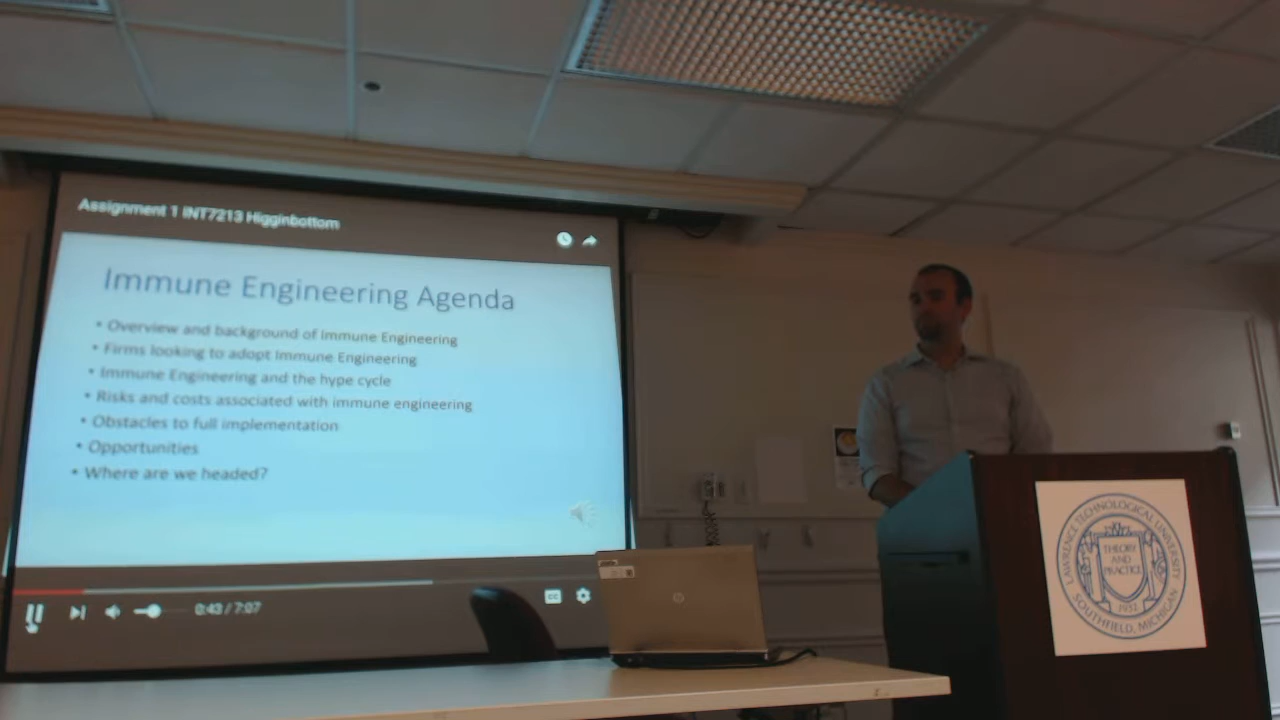 Assignment 1 INT7213 Higginbottom
Immune Engineering Agenda
• Overview and background of Immune Engineering
• Firms looking to adopt Immune Engineering
• Immune Engineering and the hype cycle
• Risks and costs associated with immune engineering
• Obstacles to full implementation
• Opportunities
• Where are we headed?
0:43 / 7:07
CC
hp
LAWRENCE TECHNOLOGICAL UNIVERSITY
THEORY
AND
PRACTICE
1932
SOUTHFIELD, MICHIGAN